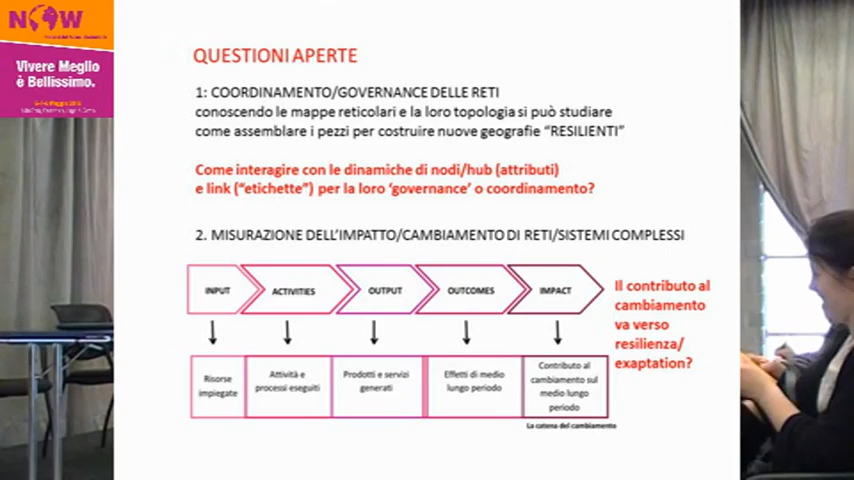 NOW
Vivere Meglio
è Bellissimo.
QUESTIONI APERTE
1: COORDINAMENTO/GOVERNANCE DELLE RETI
conoscendo le mappe reticolari e la loro topologia si può studiare
come assemblare i pezzi per costruire nuove geografie “RESILIENTI”
Come interagire con le dinamiche di nodi/hub (attributi)
e link (“etichette”) per la loro ‘governance’ o coordinamento?
2. MISURAZIONE DELL’IMPATTO/CAMBIAMENTO DI RETI/SISTEMI COMPLESSI
INPUT
ACTIVITIES
OUTPUT
OUTCOMES
IMPACT
Risorse
impiegate
Attività e
processi eseguiti
Prodotti e servizi
generati
Effetti di medio
lungo periodo
Contributo al
cambiamento sul
medio lungo
periodo
La catena del cambiamento
Il contributo al
cambiamento
va verso
resilienza/
exaptation?